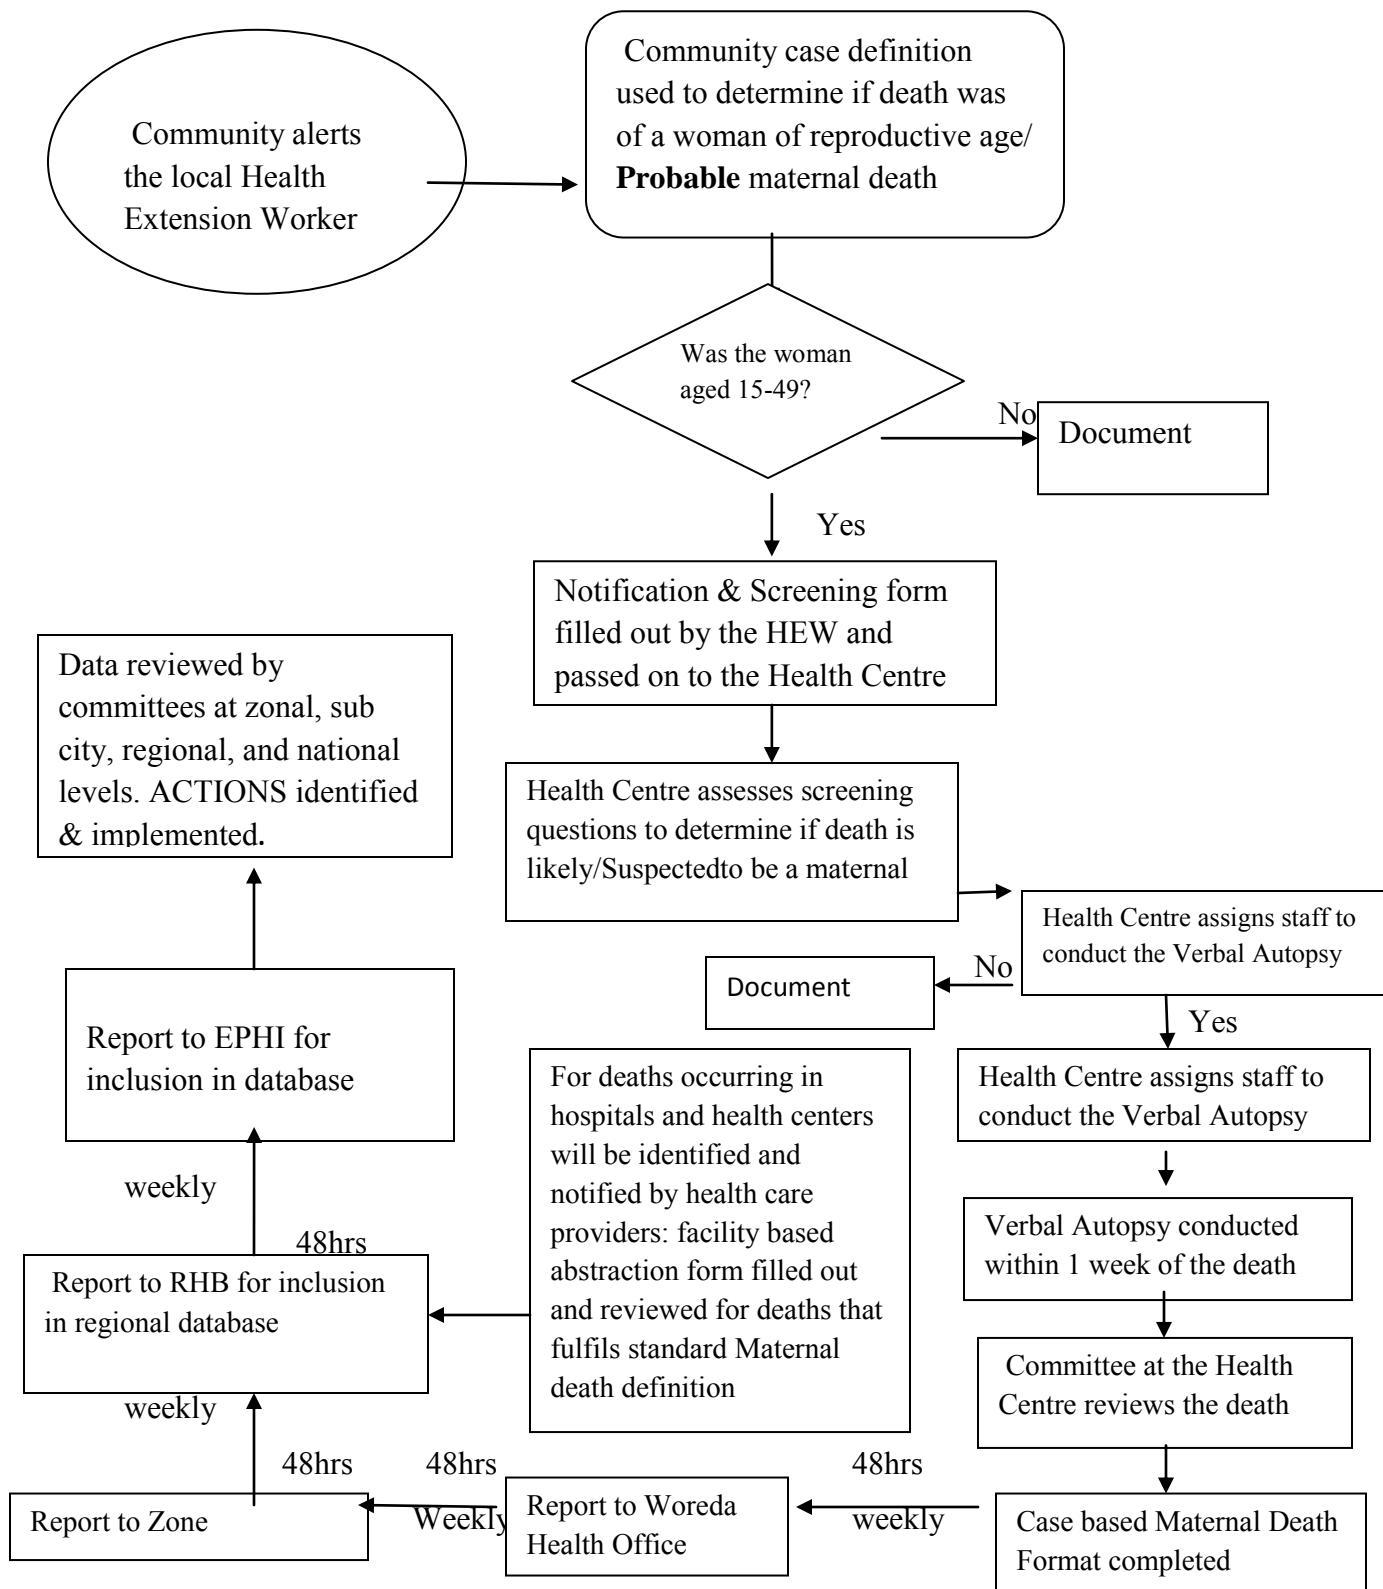 Community alerts
the local Health
Extension Worker
Community case definition
used to determine if death was
of a woman of reproductive age/
Probable maternal death
Was the woman
aged 15-49?
No
Document
Yes
Notification & Screening form
filled out by the HEW and
passed on to the Health Centre
Health Centre assesses screening
questions to determine if death is
likely/Suspectedto be a maternal
Health Centre assigns staff to
conduct the Verbal Autopsy
No
Document
Yes
Health Centre assigns staff to
conduct the Verbal Autopsy
Verbal Autopsy conducted
within 1 week of the death
Committee at the Health
Centre reviews the death
Case based Maternal Death
Format completed
48hrs
weekly
Report to Woreda
Health Office
48hrs
Weekly
Report to Zone
48hrs
weekly
For deaths occurring in
hospitals and health centers
will be identified and
notified by health care
providers: facility based
abstraction form filled out
and reviewed for deaths that
fulfils standard Maternal
death definition
Report to RHB for inclusion
in regional database
48hrs
weekly
Report to EPHI for
inclusion in database
Data reviewed by
committees at zonal, sub
city, regional, and national
levels. ACTIONS identified
& implemented.